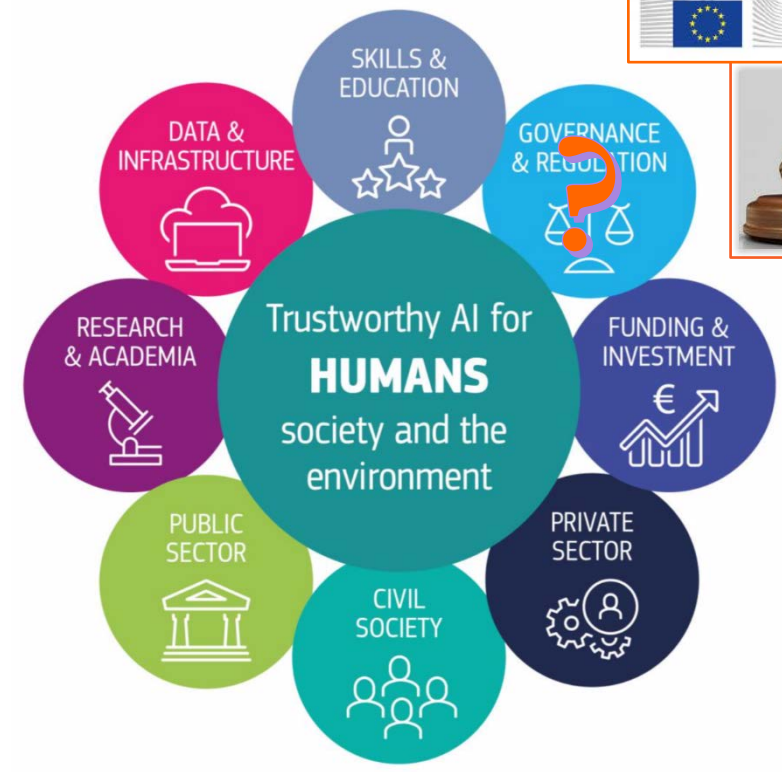 SKILLS &
EDUCATION
GOVERNANCE
& REGULATION
?
FUNDING &
INVESTMENT
€
PRIVATE
SECTOR
CIVIL
SOCIETY
PUBLIC
SECTOR
RESEARCH
& ACADEMIA
DATA &
INFRASTRUCTURE
Trustworthy AI for
HUMANS
society and the
environment